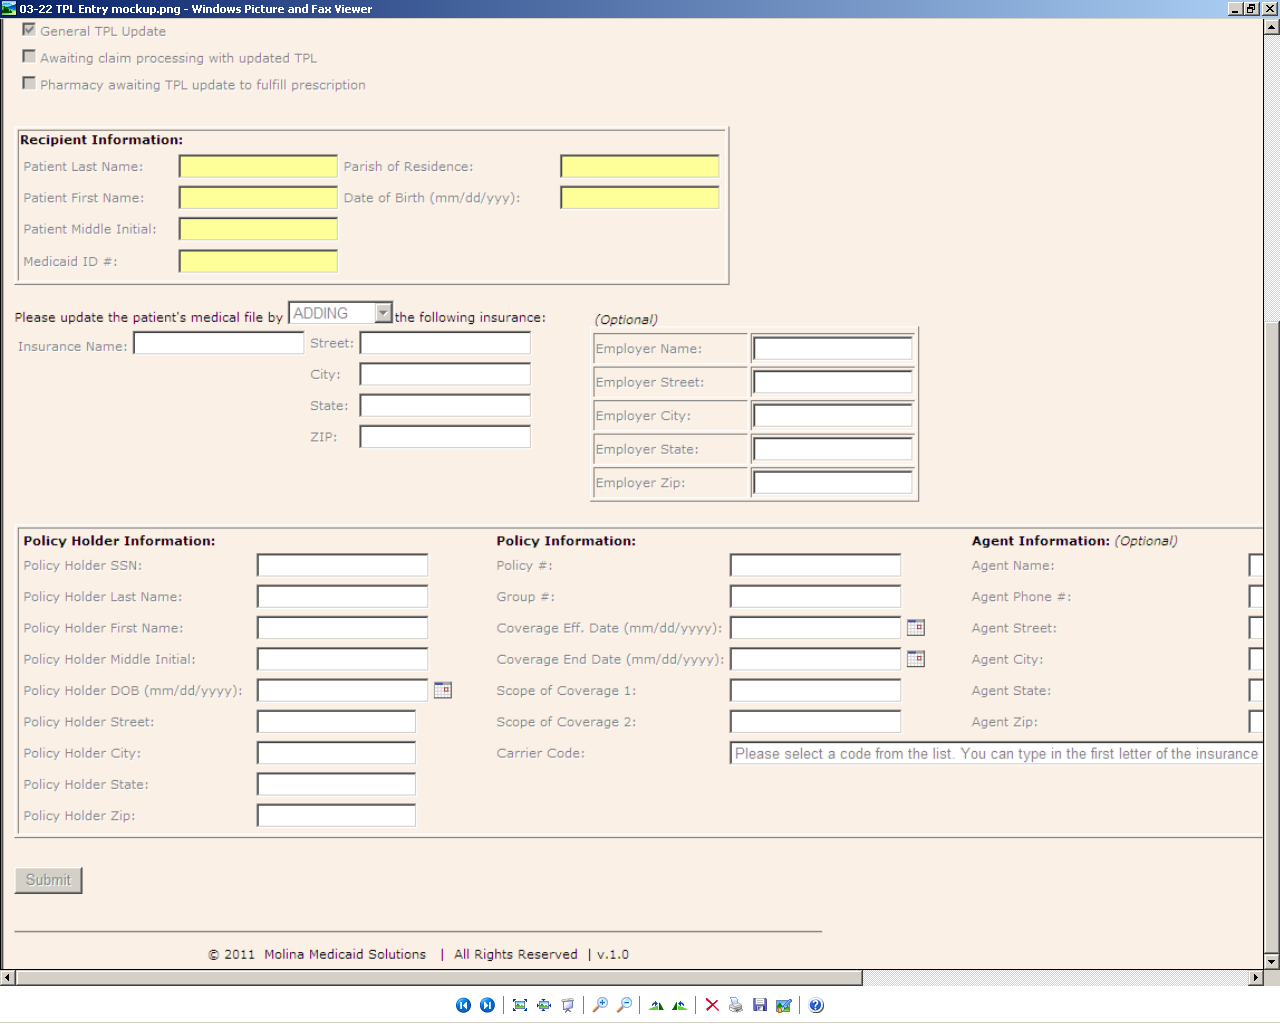 03-22 TPL Entry mockup.png - Windows Picture and Fax Viewer
General TPL Update
Awaiting claim processing with updated TPL
Pharmacy awaiting TPL update to fulfill prescription
Recipient Information:
Patient Last Name: Parish of Residence:
Patient First Name: Date of Birth (mm/dd/yyy):
Patient Middle Initial:
Medicaid ID #:
Please update the patient's medical file by ADDING the following insurance:
Insurance Name: Street:
City:
State:
ZIP:
(Optional)
Employer Name:
Employer Street:
Employer City:
Employer State:
Employer Zip:
Policy Holder Information:
Policy Holder SSN:
Policy Holder Last Name:
Policy Holder First Name:
Policy Holder Middle Initial:
Policy Holder DOB (mm/dd/yyyy):
Policy Holder Street:
Policy Holder City:
Policy Holder State:
Policy Holder Zip:
Policy Information:
Policy #:
Group #:
Coverage Eff. Date (mm/dd/yyyy):
Coverage End Date (mm/dd/yyyy):
Scope of Coverage 1:
Scope of Coverage 2:
Carrier Code: Please select a code from the list. You can type in the first letter of the insurance
Agent Information: (Optional)
Agent Name:
Agent Phone #:
Agent Street:
Agent City:
Agent State:
Agent Zip:
Submit
© 2011 Molina Medicaid Solutions | All Rights Reserved | v.1.0